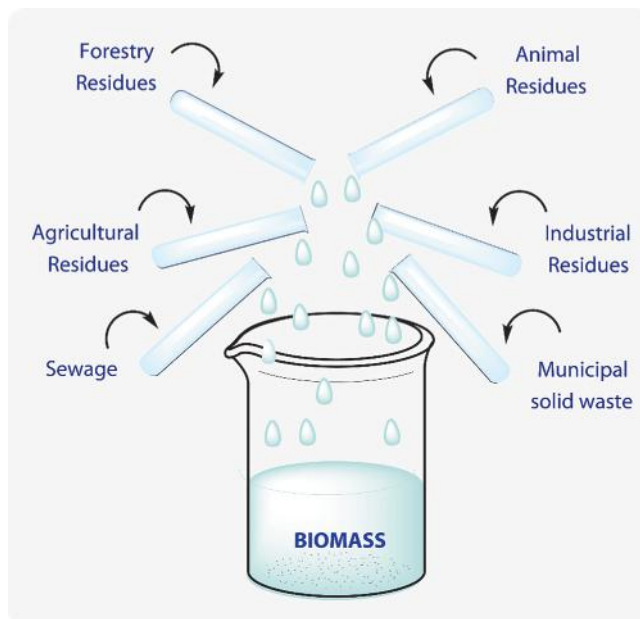 Forestry
Residues
Animal
Residues
Agricultural
Residues
Industrial
Residues
Sewage
Municipal
solid waste
BIOMASS